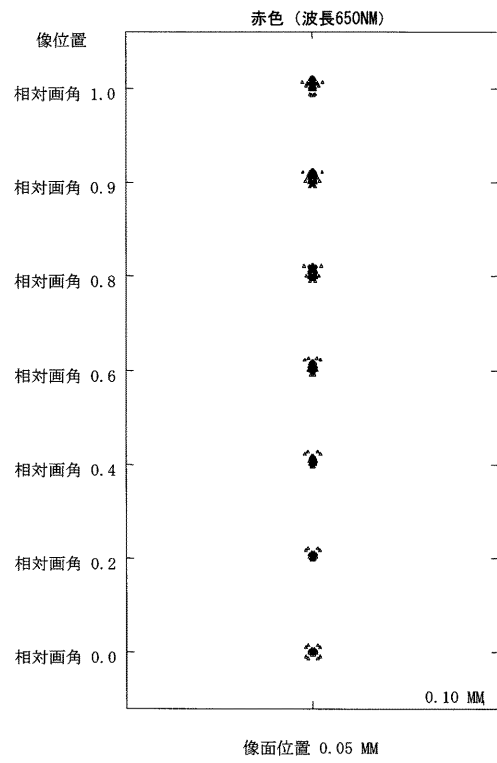 赤色 (波長650NM)
像位置
相対画角 1.0
相対画角 0.9
相対画角 0.8
相対画角 0.6
相対画角 0.4
相対画角 0.2
相対画角 0.0
0.10 MM
像面位置 0.05 MM